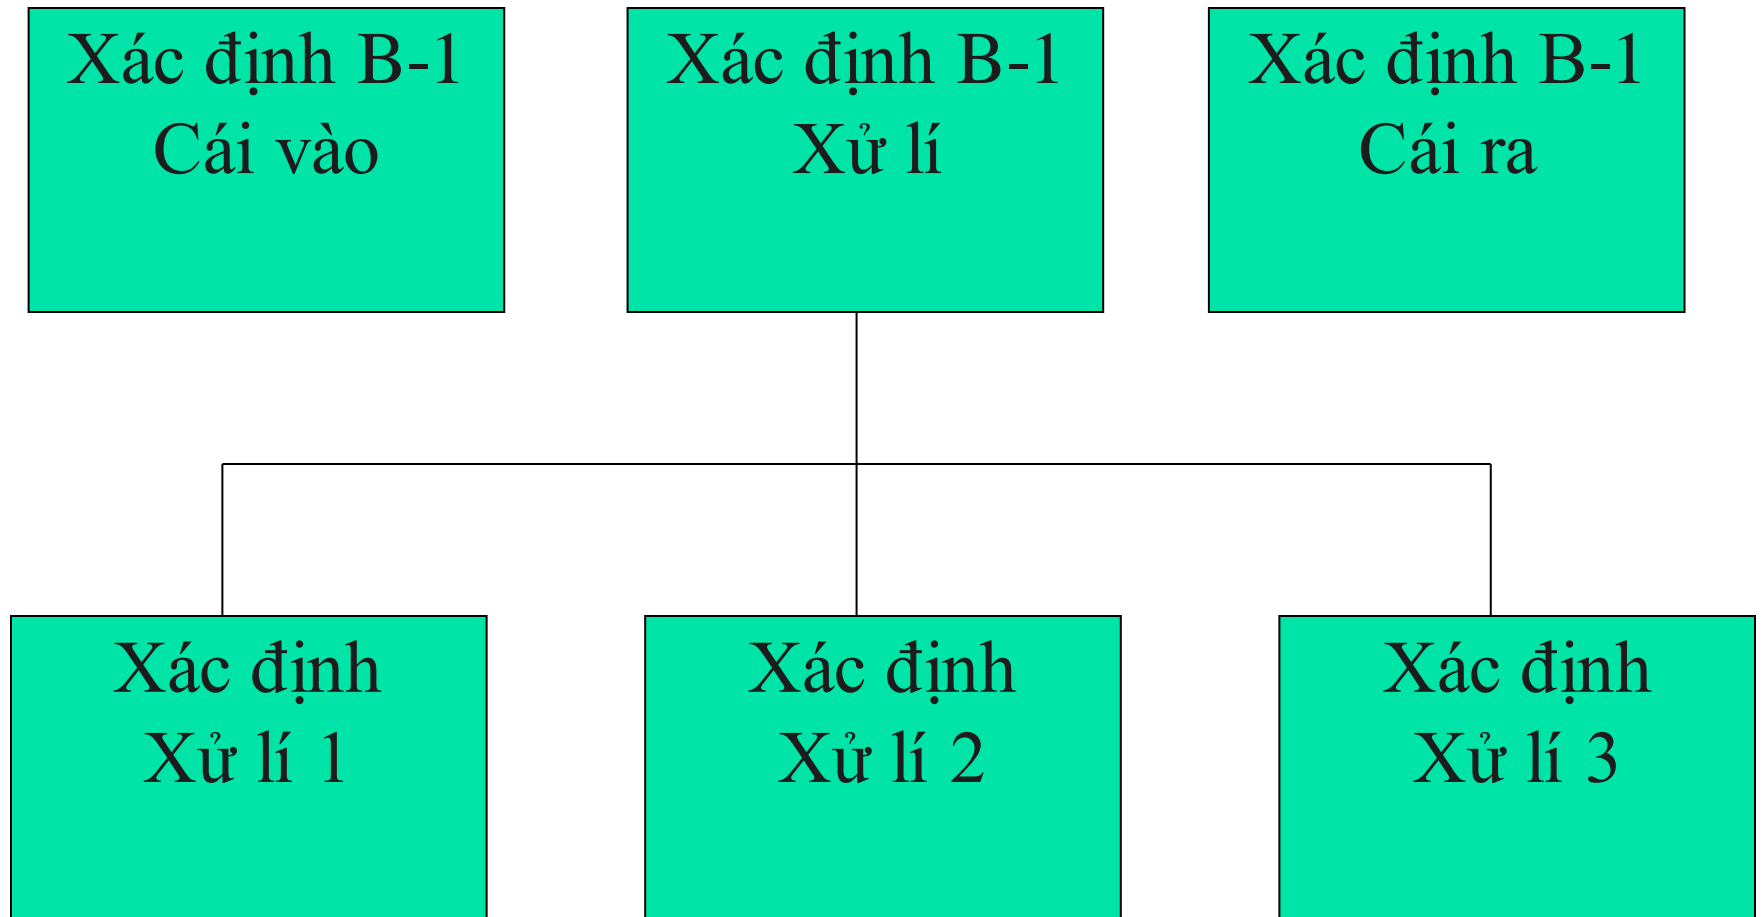 Xác định B-1
Cái vào
Xác định B-1
Xử lí
Xác định B-1
Cái ra
Xác định
Xử lí 1
Xác định
Xử lí 2
Xác định
Xử lí 3